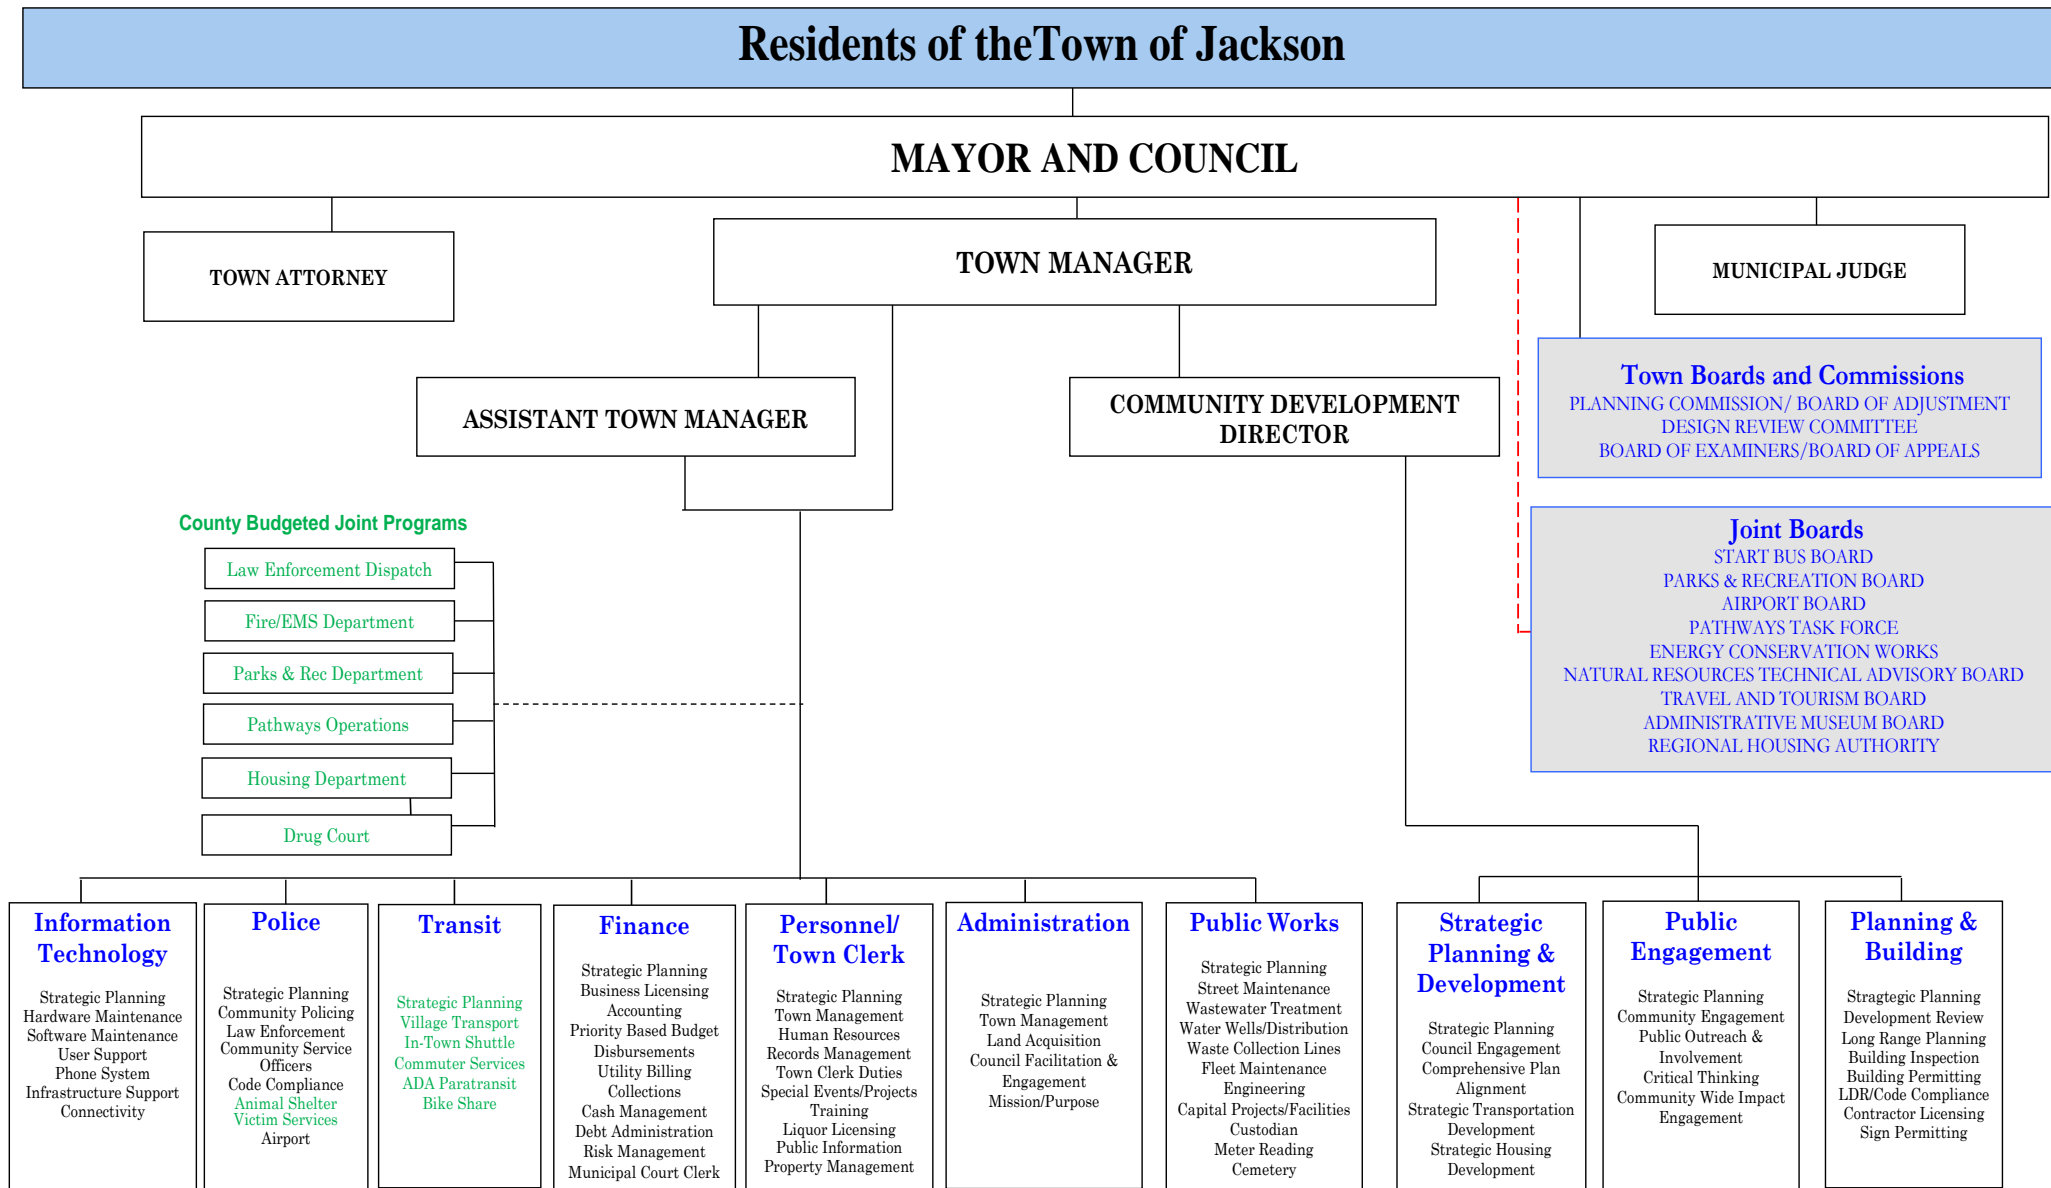 Residents of theTown of Jackson
MAYOR AND COUNCIL
TOWN ATTORNEY
TOWN MANAGER
MUNICIPAL JUDGE
ASSISTANT TOWN MANAGER
COMMUNITY DEVELOPMENT
DIRECTOR
Town Boards and Commissions
PLANNING COMMISSION/ BOARD OF ADJUSTMENT
DESIGN REVIEW COMMITTEE
BOARD OF EXAMINERS/BOARD OF APPEALS
Joint Boards
START BUS BOARD
PARKS & RECREATION BOARD
AIRPORT BOARD
PATHWAYS TASK FORCE
ENERGY CONSERVATION WORKS
NATURAL RESOURCES TECHNICAL ADVISORY BOARD
TRAVEL AND TOURISM BOARD
ADMINISTRATIVE MUSEUM BOARD
REGIONAL HOUSING AUTHORITY
County Budgeted Joint Programs
Law Enforcement Dispatch
Fire/EMS Department
Parks & Rec Department
Pathways Operations
Housing Department
Drug Court
Information
Technology
Strategic Planning
Hardware Maintenance
Software Maintenance
User Support
Phone System
Infrastructure Support
Connectivity
Police
Strategic Planning
Community Policing
Law Enforcement
Community Service
Officers
Code Compliance
Animal Shelter
Victim Services
Airport
Transit
Strategic Planning
Village Transport
In-Town Shuttle
Commuter Services
ADA Paratransit
Bike Share
Finance
Strategic Planning
Business Licensing
Accounting
Priority Based Budget
Disbursements
Utility Billing
Collections
Cash Management
Debt Administration
Risk Management
Municipal Court Clerk
Personnel/
Town Clerk
Strategic Planning
Town Management
Human Resources
Records Management
Town Clerk Duties
Special Events/Projects
Training
Liquor Licensing
Public Information
Property Management
Administration
Strategic Planning
Town Management
Land Acquisition
Council Facilitation &
Engagement
Mission/Purpose
Public Works
Strategic Planning
Street Maintenance
Wastewater Treatment
Water Wells/Distribution
Waste Collection Lines
Fleet Maintenance
Engineering
Capital Projects/Facilities
Custodian
Meter Reading
Cemetery
Strategic
Planning &
Development
Strategic Planning
Council Engagement
Comprehensive Plan
Alignment
Strategic Transportation
Development
Strategic Housing
Development
Public
Engagement
Strategic Planning
Community Engagement
Public Outreach &
Involvement
Critical Thinking
Community Wide Impact
Engagement
Planning &
Building
Stragtegic Planning
Development Review
Long Range Planning
Building Inspection
Building Permitting
LDR/Code Compliance
Contractor Licensing
Sign Permitting